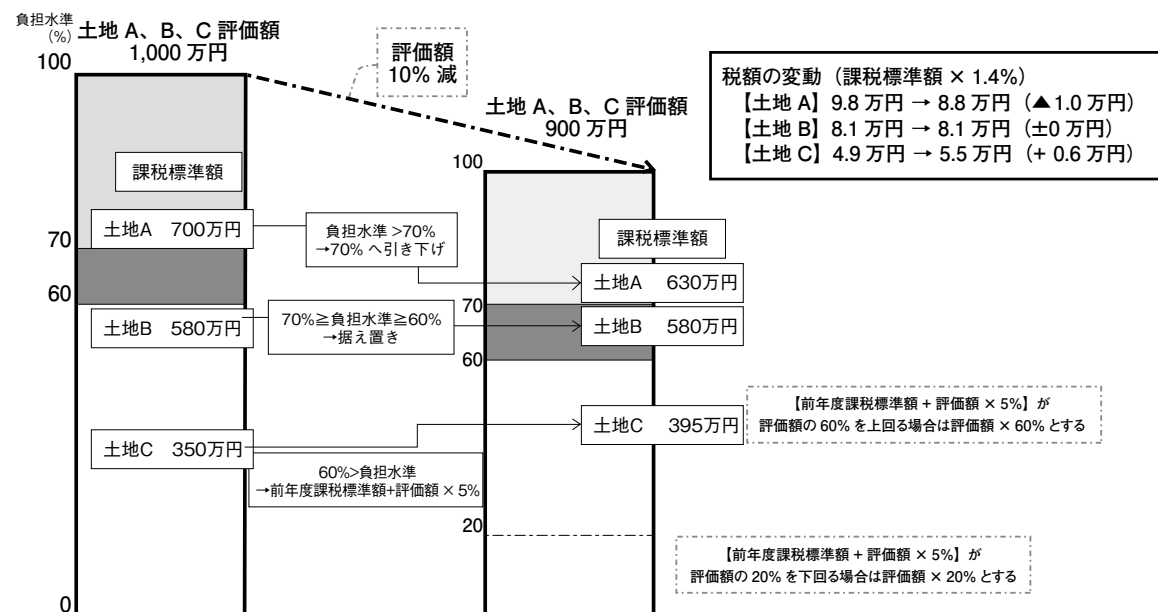 負担水準
(%)
土地 A、B、C 評価額
1,000 万円
100
評価額
10% 減
土地 A、B、C 評価額
900 万円
税額の変動（課税標準額 × 1.4%）
【土地 A】9.8 万円 → 8.8 万円（▲1.0 万円）
【土地 B】8.1 万円 → 8.1 万円（±0 万円）
【土地 C】4.9 万円 → 5.5 万円（+ 0.6 万円）
100
課税標準額
土地A 700万円
負担水準 >70%
→70% へ引き下げ
課税標準額
70
土地A 630万円
60
70
土地B 580万円
70%≧負担水準≧60%
→据え置き
土地B 580万円
60
土地C 350万円
土地C 395万円
【前年度課税標準額 + 評価額 × 5%】が
評価額の 60% を上回る場合は評価額 × 60% とする
60%>負担水準
→前年度課税標準額+評価額 × 5%
20
【前年度課税標準額 + 評価額 × 5%】が
評価額の 20% を下回る場合は評価額 × 20% とする
0